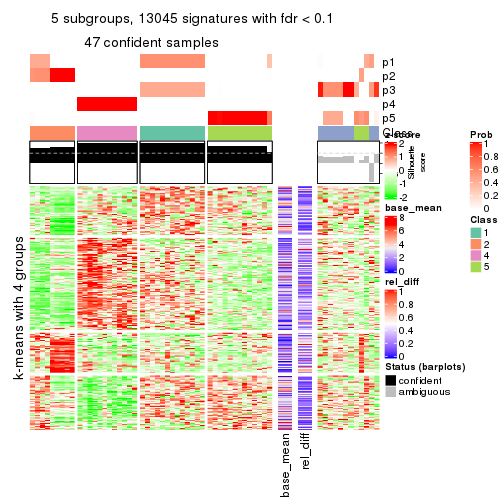 5 subgroups, 13045 signatures with fdr < 0.1
47 confident samples
p1
p2
p3
p4
p5
Class
Silhouette
score
k-means with 4 groups
base_mean
rel_diff
z-score
2
1
0
-1
-2
base_mean
8
6
4
2
0
rel_diff
1
0.8
0.6
0.4
0.2
0
Status (barplots)
confident
ambiguous
Prob
1
0.8
0.6
0.4
0.2
0
Class
1
2
4
5